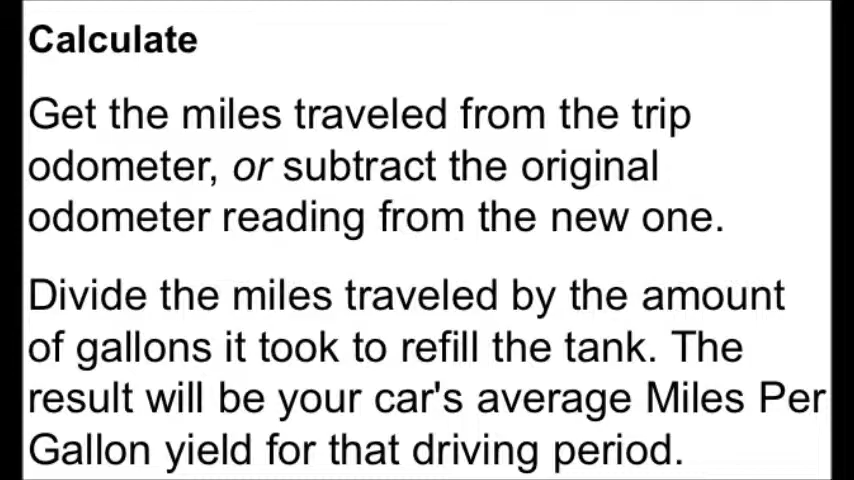 Calculate
Get the miles traveled from the trip
odometer, or subtract the original
odometer reading from the new one.
Divide the miles traveled by the amount
of gallons it took to refill the tank. The
result will be your car's average Miles Per
Gallon yield for that driving period.